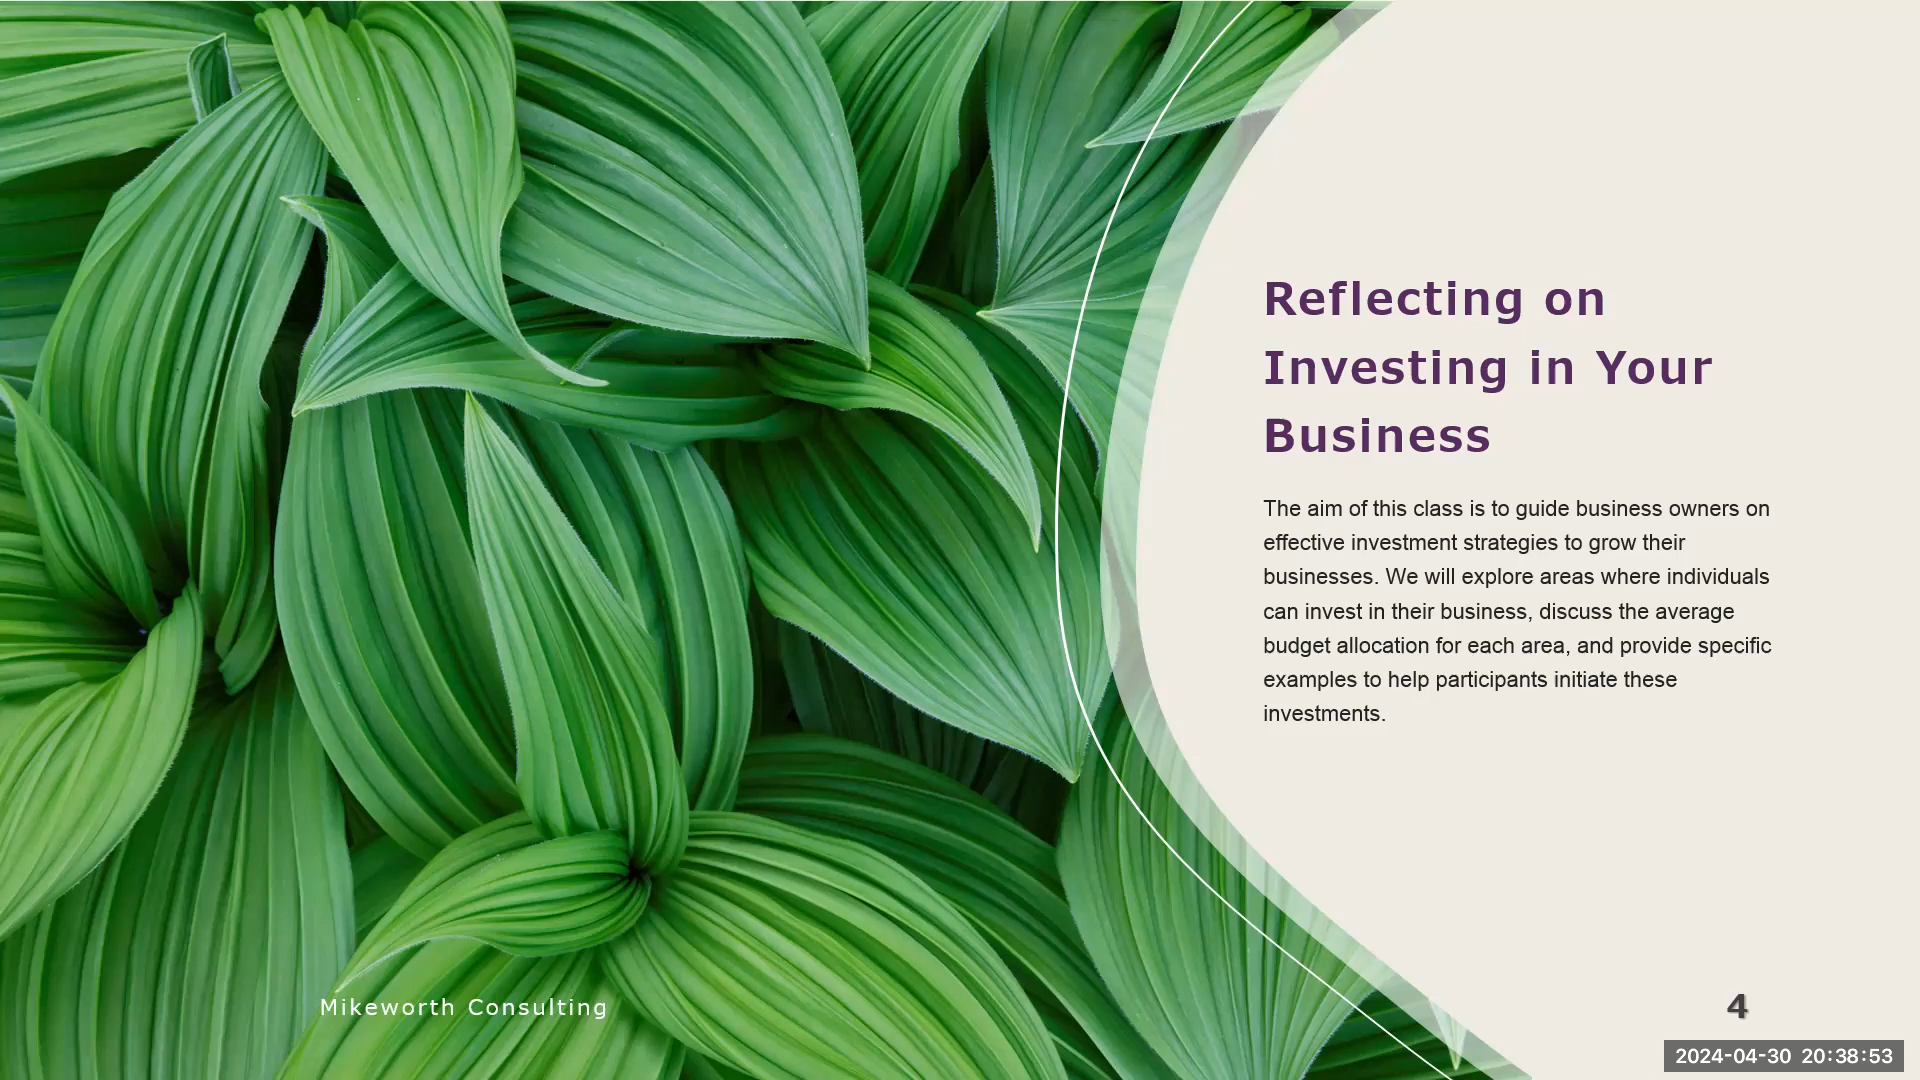 Reflecting on
Investing in Your
Business
The aim of this class is to guide business owners on
effective investment strategies to grow their
businesses. We will explore areas where individuals
can invest in their business, discuss the average
budget allocation for each area, and provide specific
examples to help participants initiate these
investments.
Mikeworth Consulting
4
2024-04-30 20:38:53